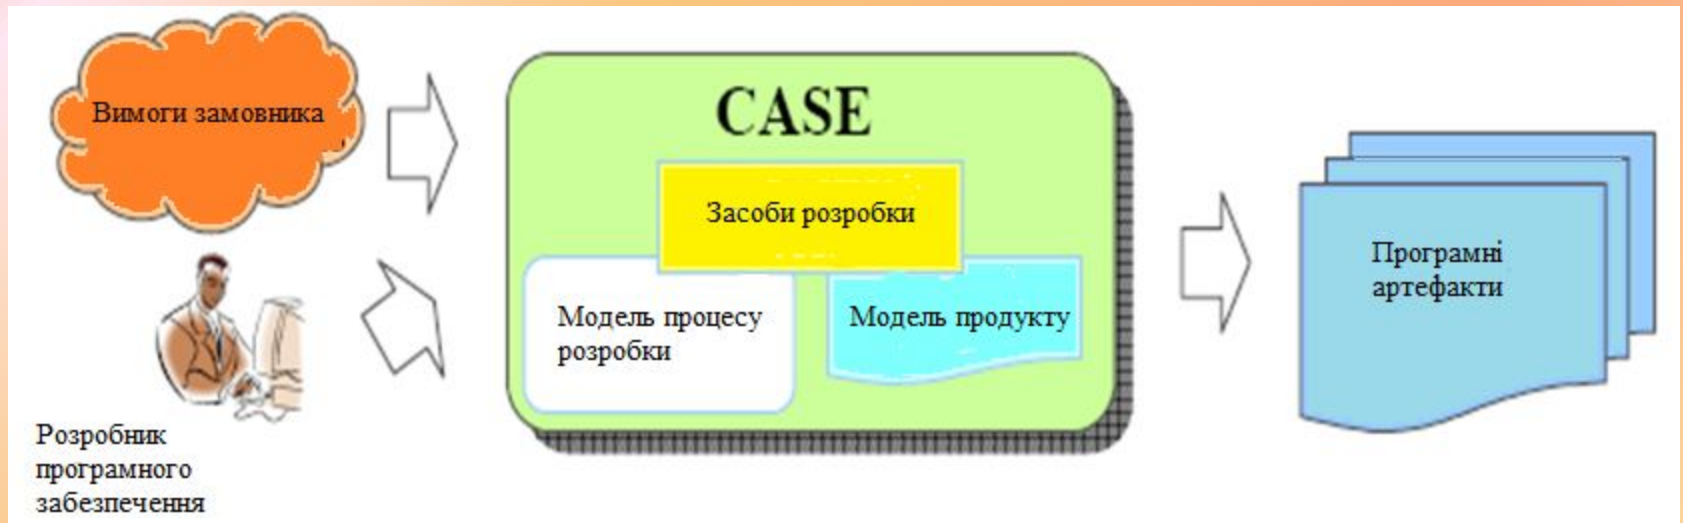 Вимоги замовника
CASE
Засоби розробки
Модель процесу
розробки
Модель продукту
Програмні
артефакти
Розробник
програмного
забезпечення